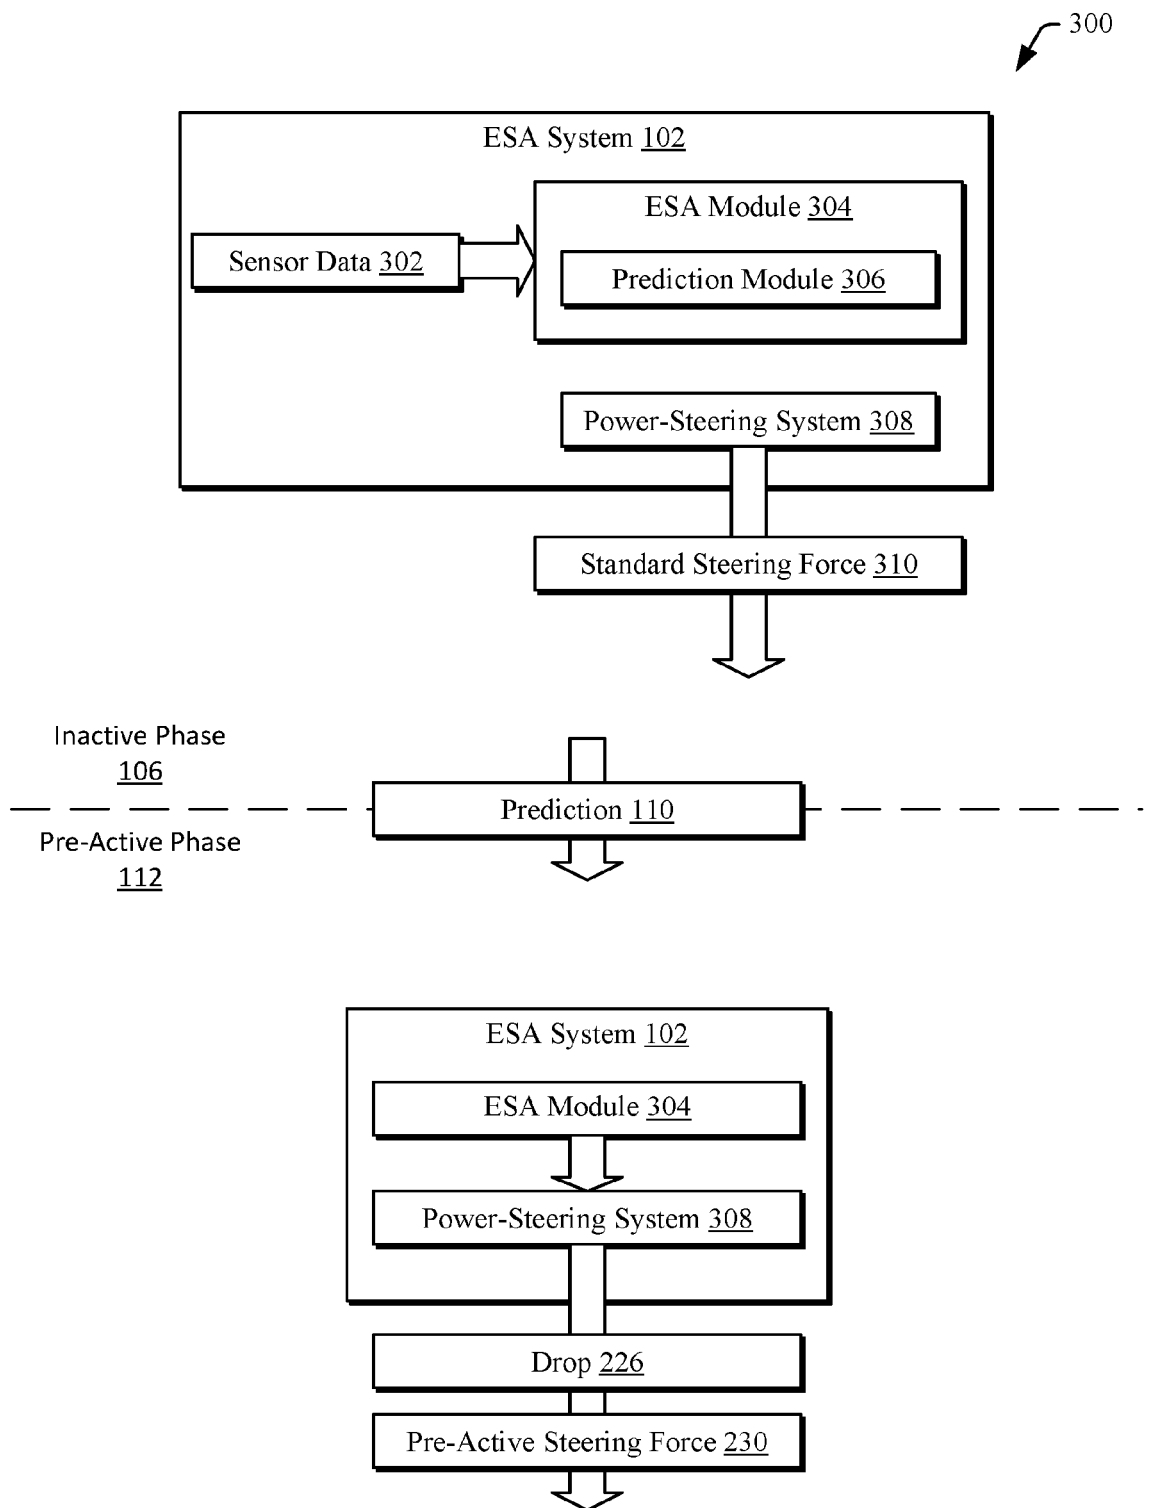 300
ESA System 102
ESA Module 304
Sensor Data 302
Prediction Module 306
Power-Steering System 308
Standard Steering Force 310
Inactive Phase
106
Prediction 110
Pre-Active Phase
112
ESA System 102
ESA Module 304
Power-Steering System 308
Drop 226
Pre-Active Steering Force 230